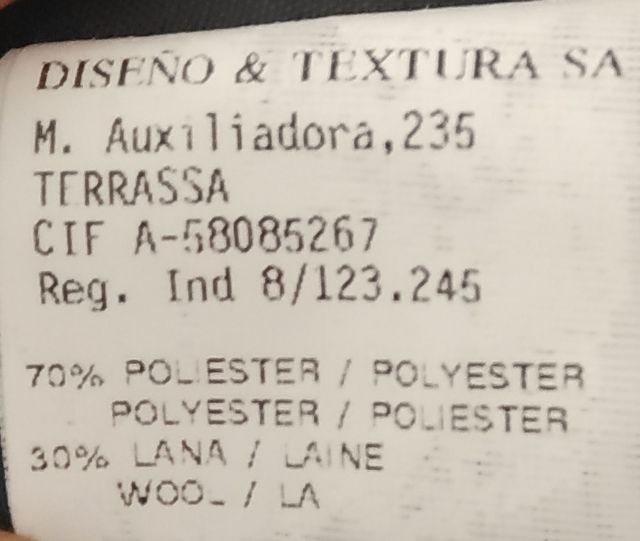 DISEÑO & TEXTURA SA
M. Auxiliadora,235
TERRASSA
CIF A-58085267
Reg. Ind 8/123.245
70% POLIESTER / POLYESTER
POLYESTER / POLIESTER
30% LANA / LAINE
WOOL / LA